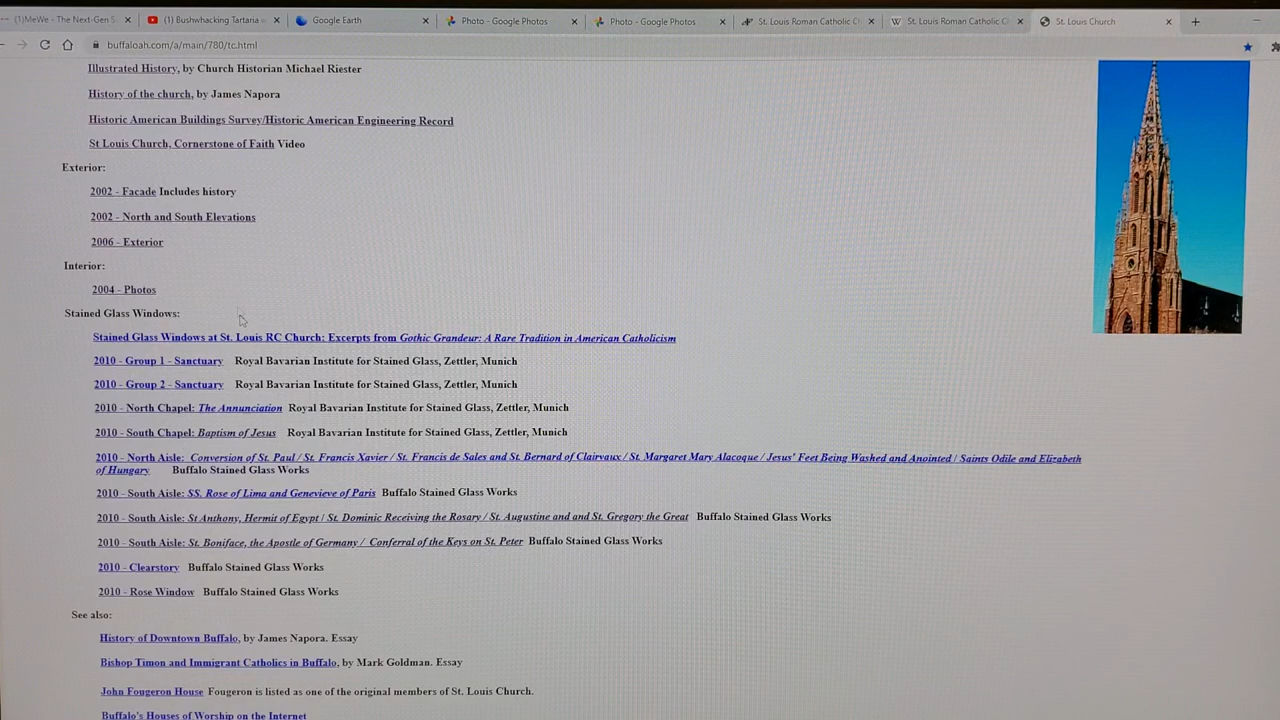 (1)MeWe - The Next-Gen S
(1) Bushwhacking Tartaria
Google Earth
Photo - Google Photos
Photo - Google Photos
St. Louis Roman Catholic C
St. Louis Roman Catholic C
St. Louis Church
buffaloah.com/a/main/780/tc.html
Illustrated History, by Church Historian Michael Riester
History of the church, by James Napora
Historic American Buildings Survey/Historic American Engineering Record
St Louis Church, Cornerstone of Faith Video
Exterior:
2002 - Facade Includes history
2002 - North and South Elevations
2006 - Exterior
Interior:
2004 - Photos
Stained Glass Windows:
Stained Glass Windows at St. Louis RC Church: Excerpts from Gothic Grandeur: A Rare Tradition in American Catholicism
2010 - Group 1 - Sanctuary Royal Bavarian Institute for Stained Glass, Zettler, Munich
2010 - Group 2 - Sanctuary Royal Bavarian Institute for Stained Glass, Zettler, Munich
2010 - North Chapel: The Annunciation Royal Bavarian Institute for Stained Glass, Zettler, Munich
2010 - South Chapel: Baptism of Jesus Royal Bavarian Institute for Stained Glass, Zettler, Munich
2010 - North Aisle: Conversion of St. Paul / St. Francis Xavier / St. Francis de Sales and St. Bernard of Clairvaux / St. Margaret Mary Alacoque / Jesus' Feet Being Washed and Anointed / Saints Odile and Elizabeth
of Hungary Buffalo Stained Glass Works
2010 - South Aisle: SS. Rose of Lima and Genevieve of Paris Buffalo Stained Glass Works
2010 - South Aisle: St Anthony, Hermit of Egypt / St. Dominic Receiving the Rosary / St. Augustine and and St. Gregory the Great Buffalo Stained Glass Works
2010 - South Aisle: St. Boniface, the Apostle of Germany / Conferral of the Keys on St. Peter Buffalo Stained Glass Works
2010 - Clearstory Buffalo Stained Glass Works
2010 - Rose Window Buffalo Stained Glass Works
See also:
History of Downtown Buffalo, by James Napora. Essay
Bishop Timon and Immigrant Catholics in Buffalo, by Mark Goldman. Essay
John Fougeron House Fougeron is listed as one of the original members of St. Louis Church.
Buffalo's Houses of Worship on the Internet